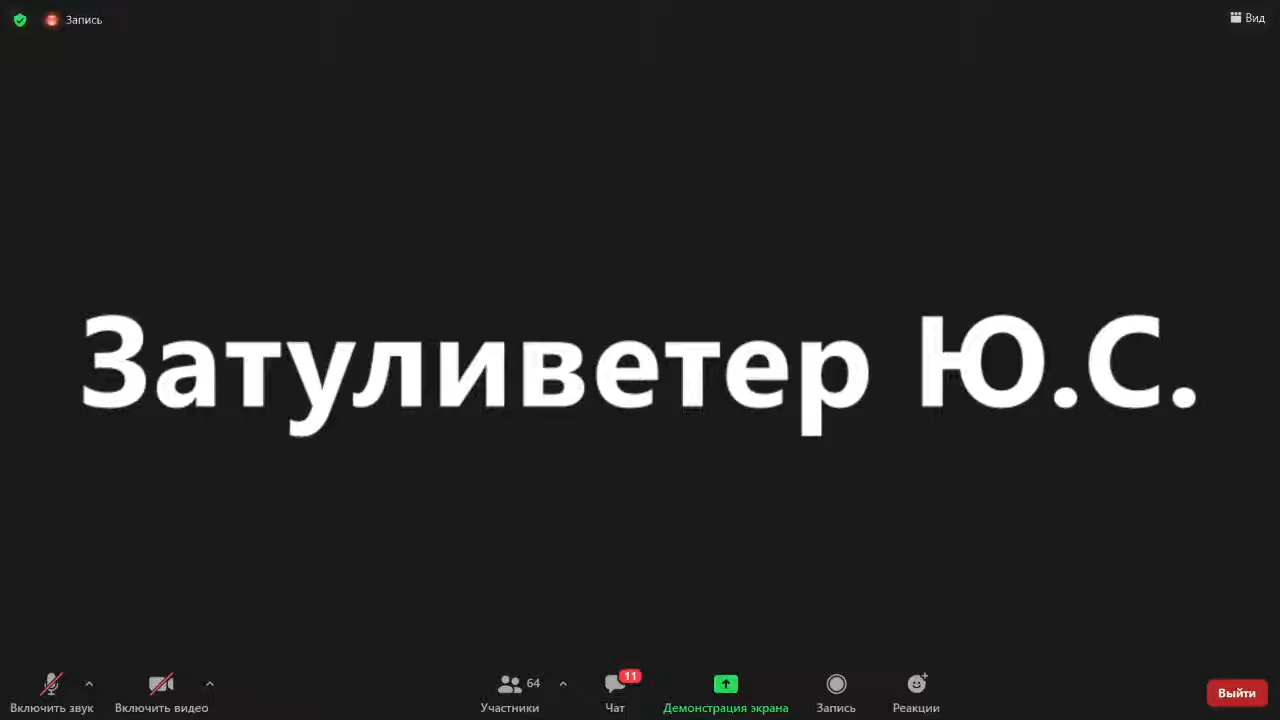 Запись
Вид
Затуливетер Ю.С.
64
11
Включить звук
Включить видео
Участники
Чат
Демонстрация экрана
Запись
Реакции
Выйти